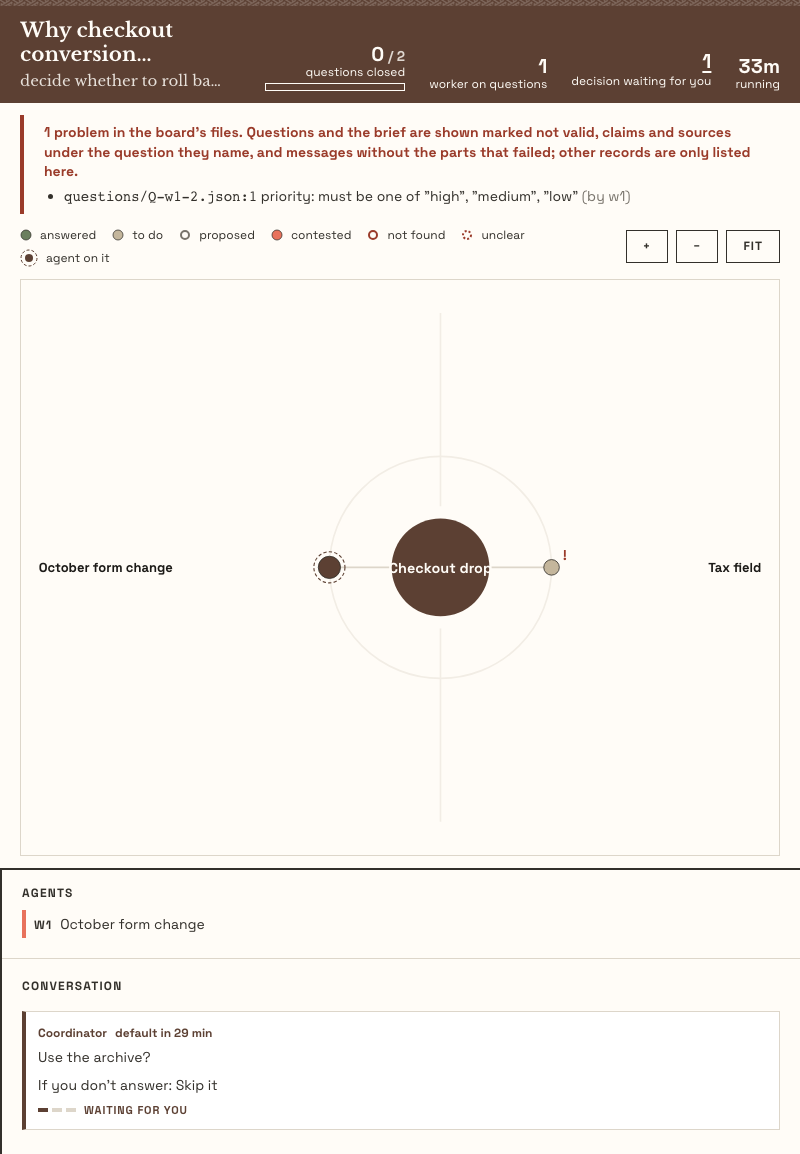 Why checkout
conversion…
decide whether to roll ba…
0 / 2
questions closed
1
worker on questions
1
decision waiting for you
33m
running
1 problem in the board's files. Questions and the brief are shown marked not valid, claims and sources
under the question they name, and messages without the parts that failed; other records are only listed
here.
• questions/Q-w1-2.json:1 priority: must be one of "high", "medium", "low" (by w1)
answered
to do
proposed
contested
not found
unclear
agent on it
+
−
FIT
October form change
Checkout drop
!
Tax field
AGENTS
W1 October form change
CONVERSATION
Coordinator default in 29 min
Use the archive?
If you don't answer: Skip it
WAITING FOR YOU